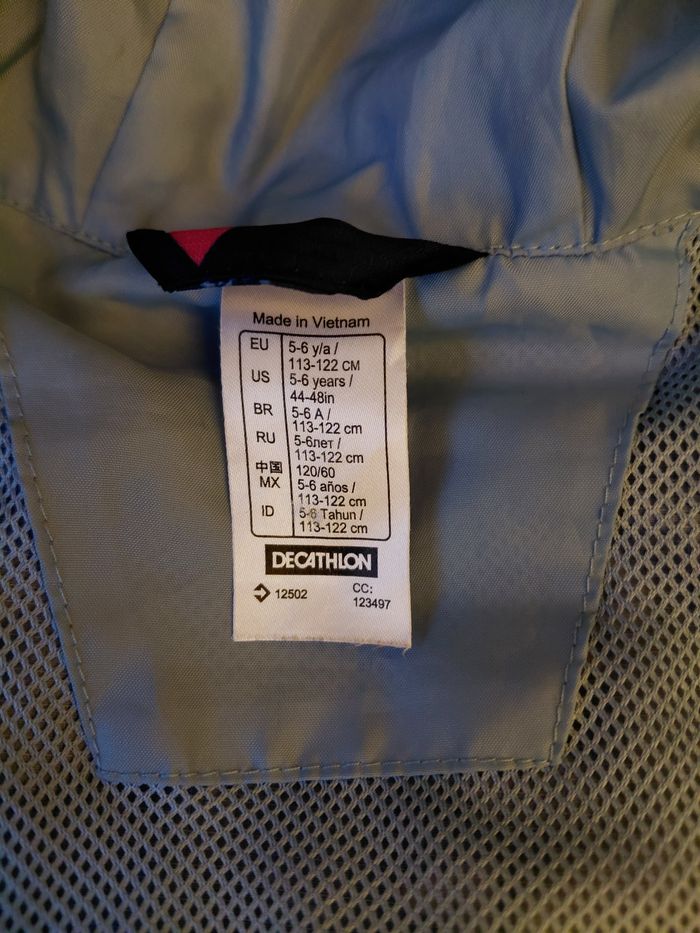 Made in Vietnam
EU 5-6 y/a /
113-122 CM
US 5-6 years /
44-48in
BR 5-6 A /
113-122 cm
RU 5-6лет /
113-122 cm
中国 120/60
MX 5-6 años /
113-122 cm
ID 5-6 Tahun /
113-122 cm
DECATHLON
12502 CC:
123497